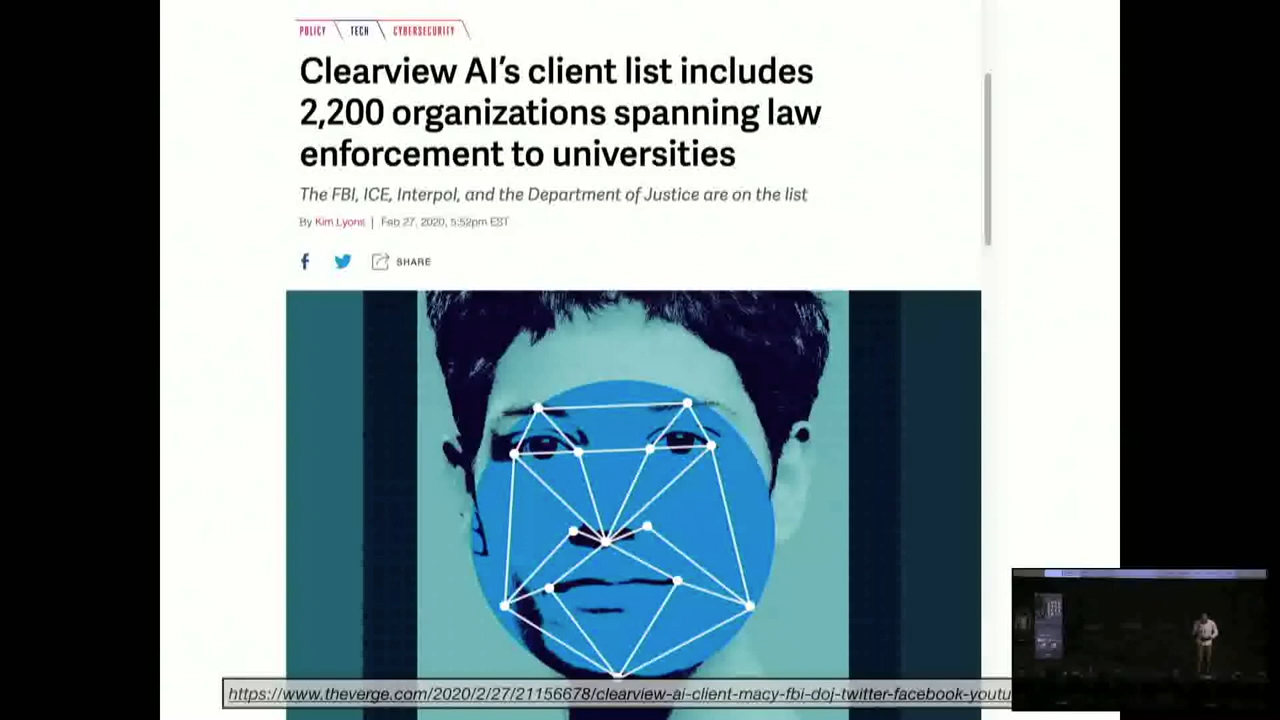 POLICY TECH CYBERSECURITY
Clearview AI's client list includes
2,200 organizations spanning law
enforcement to universities
The FBI, ICE, Interpol, and the Department of Justice are on the list
By Kim Lyons | Feb 27, 2020, 5:52pm EST
f SHARE
https://www.theverge.com/2020/2/27/21156678/clearview-ai-client-macy-fbi-doj-twitter-facebook-youtu